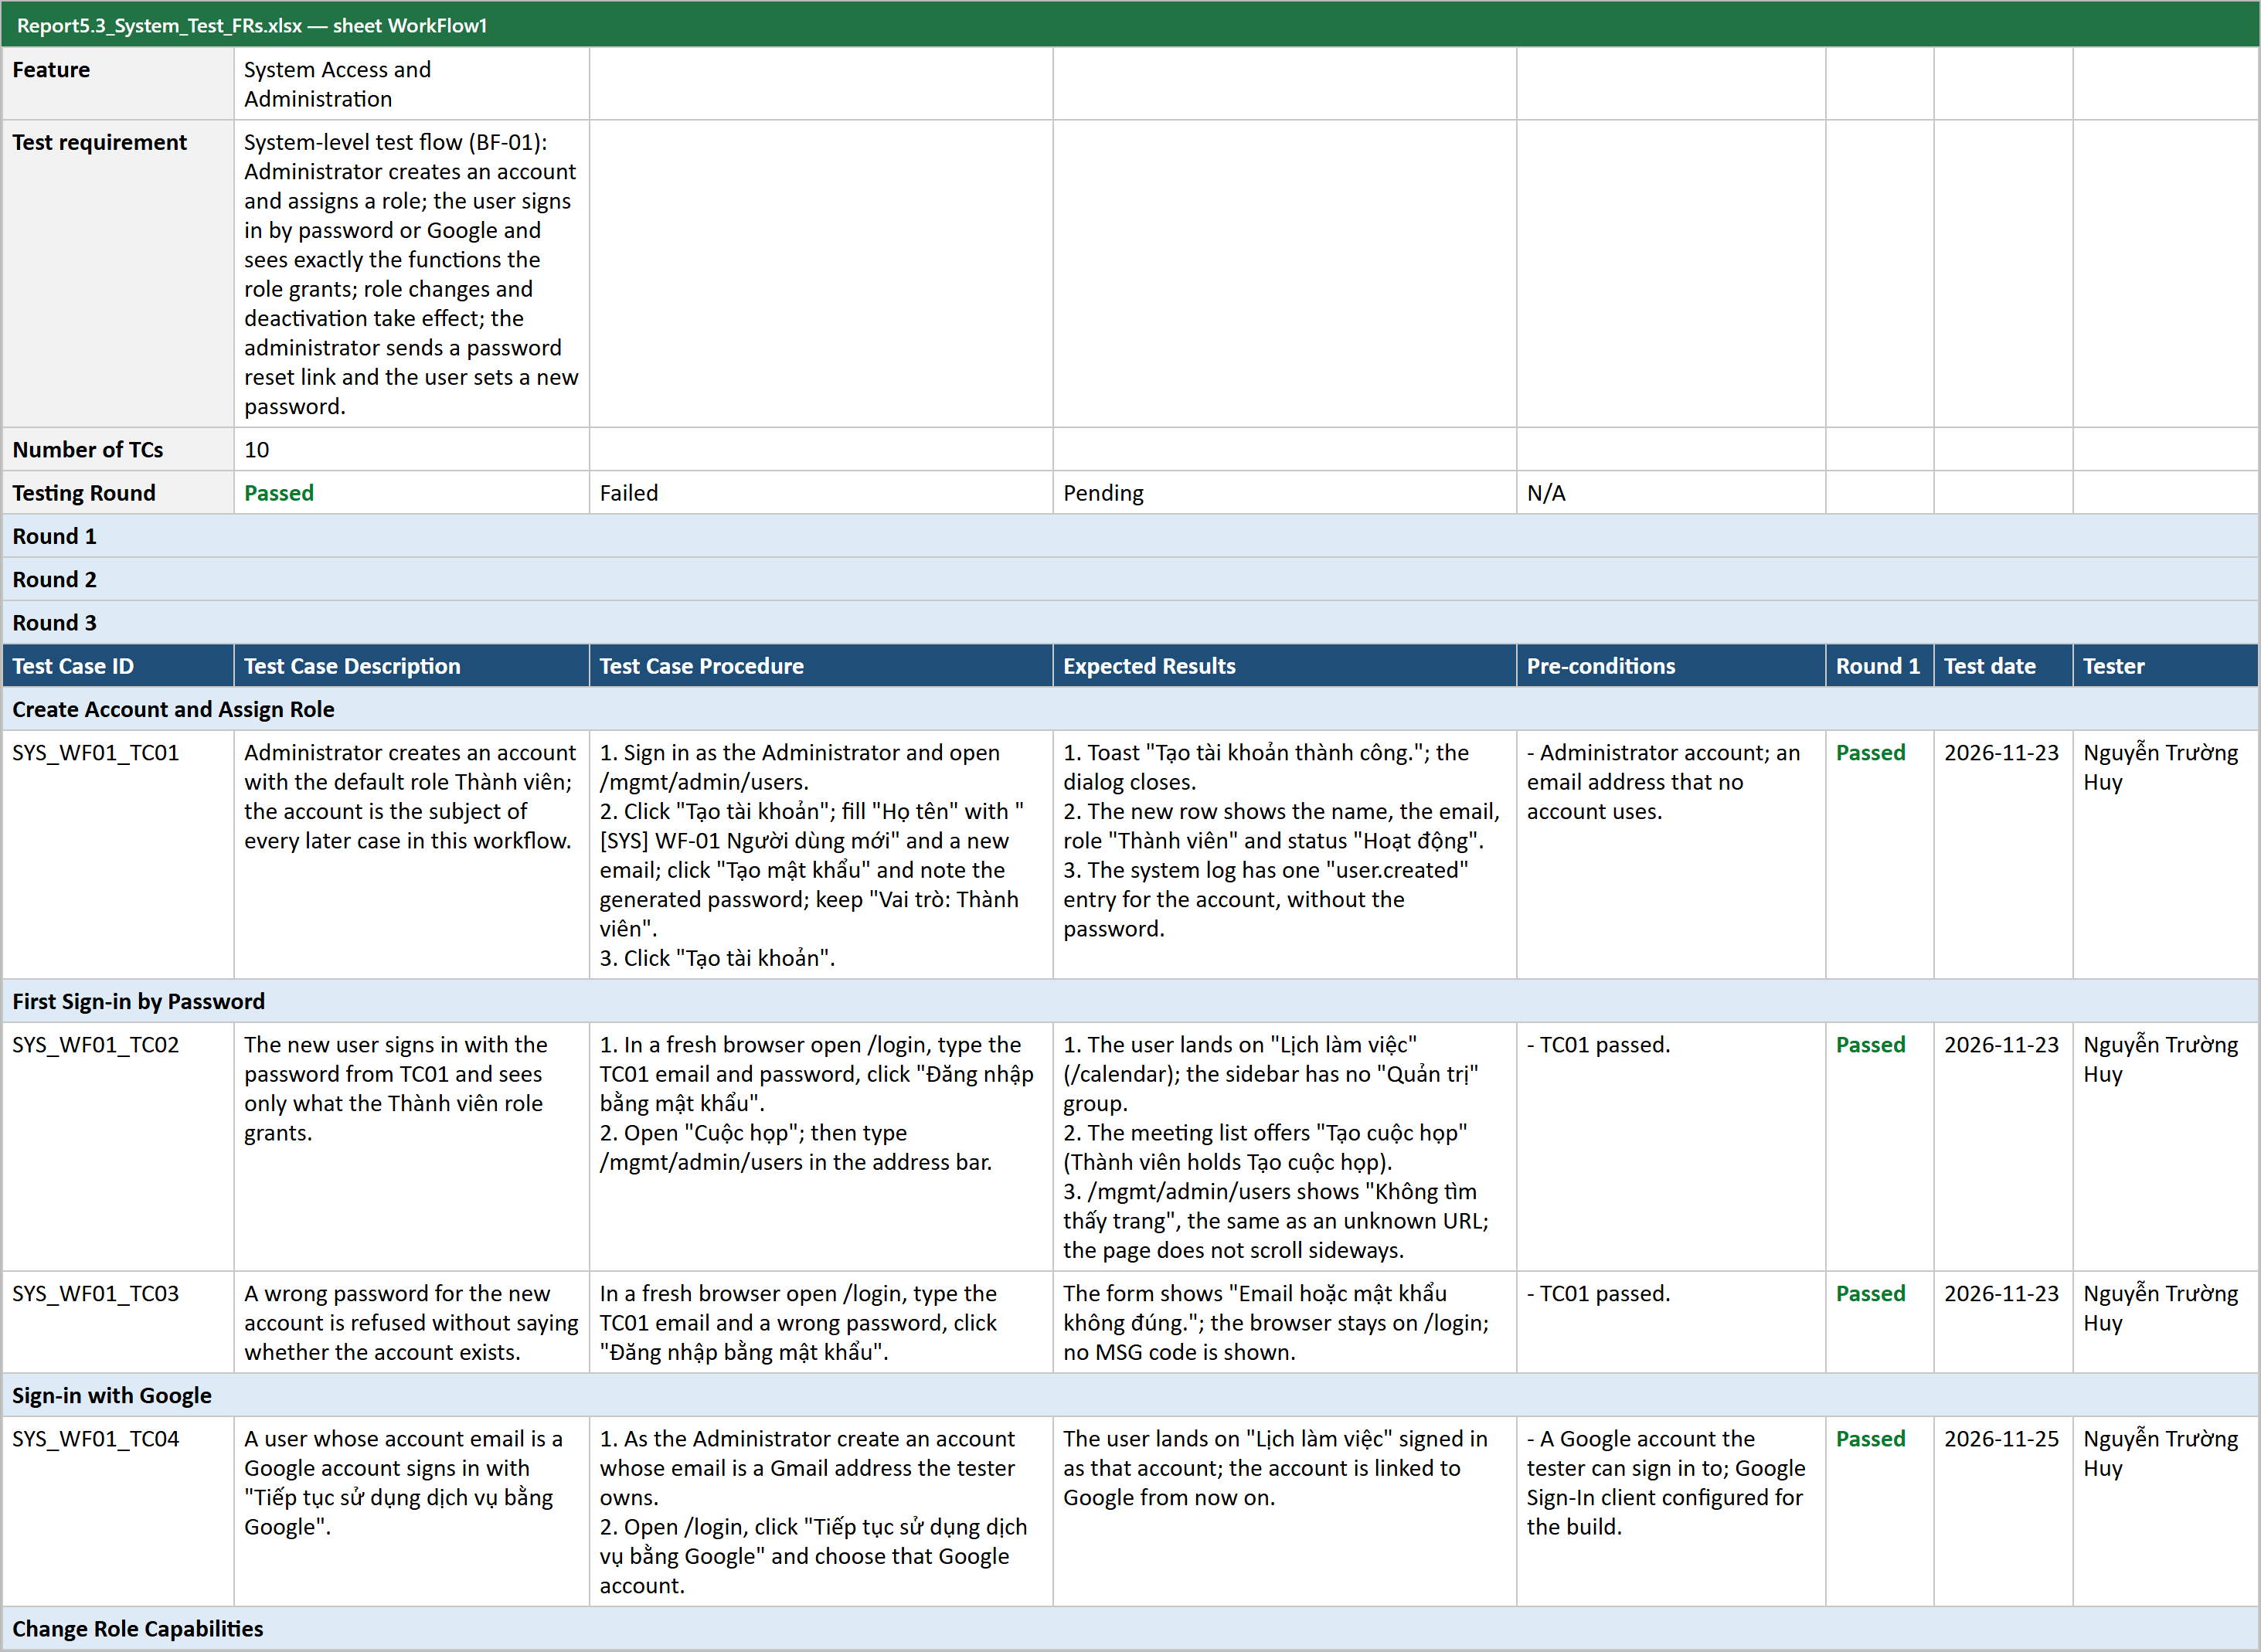 Report5.3_System_Test_FRs.xlsx — sheet WorkFlow1
Feature
System Access and
Administration
Test requirement
System-level test flow (BF-01):
Administrator creates an account
and assigns a role; the user signs
in by password or Google and
sees exactly the functions the
role grants; role changes and
deactivation take effect; the
administrator sends a password
reset link and the user sets a new
password.
Number of TCs
10
Testing Round
Passed
Failed
Pending
N/A
Round 1
Round 2
Round 3
Test Case ID
Test Case Description
Test Case Procedure
Expected Results
Pre-conditions
Round 1
Test date
Tester
Create Account and Assign Role
SYS_WF01_TC01
Administrator creates an account
with the default role Thành viên;
the account is the subject of
every later case in this workflow.
1. Sign in as the Administrator and open
/mgmt/admin/users.
2. Click "Tạo tài khoản"; fill "Họ tên" with "
[SYS] WF-01 Người dùng mới" and a new
email; click "Tạo mật khẩu" and note the
generated password; keep "Vai trò: Thành
viên".
3. Click "Tạo tài khoản".
1. Toast "Tạo tài khoản thành công."; the
dialog closes.
2. The new row shows the name, the email,
role "Thành viên" and status "Hoạt động".
3. The system log has one "user.created"
entry for the account, without the
password.
- Administrator account; an
email address that no
account uses.
Passed
2026-11-23
Nguyễn Trường
Huy
First Sign-in by Password
SYS_WF01_TC02
The new user signs in with the
password from TC01 and sees
only what the Thành viên role
grants.
1. In a fresh browser open /login, type the
TC01 email and password, click "Đăng nhập
bằng mật khẩu".
2. Open "Cuộc họp"; then type
/mgmt/admin/users in the address bar.
1. The user lands on "Lịch làm việc"
(/calendar); the sidebar has no "Quản trị"
group.
2. The meeting list offers "Tạo cuộc họp"
(Thành viên holds Tạo cuộc họp).
3. /mgmt/admin/users shows "Không tìm
thấy trang", the same as an unknown URL;
the page does not scroll sideways.
- TC01 passed.
Passed
2026-11-23
Nguyễn Trường
Huy
SYS_WF01_TC03
A wrong password for the new
account is refused without saying
whether the account exists.
In a fresh browser open /login, type the
TC01 email and a wrong password, click
"Đăng nhập bằng mật khẩu".
The form shows "Email hoặc mật khẩu
không đúng."; the browser stays on /login;
no MSG code is shown.
- TC01 passed.
Passed
2026-11-23
Nguyễn Trường
Huy
Sign-in with Google
SYS_WF01_TC04
A user whose account email is a
Google account signs in with
"Tiếp tục sử dụng dịch vụ bằng
Google".
1. As the Administrator create an account
whose email is a Gmail address the tester
owns.
2. Open /login, click "Tiếp tục sử dụng dịch
vụ bằng Google" and choose that Google
account.
The user lands on "Lịch làm việc" signed in
as that account; the account is linked to
Google from now on.
- A Google account the
tester can sign in to; Google
Sign-In client configured for
the build.
Passed
2026-11-25
Nguyễn Trường
Huy
Change Role Capabilities